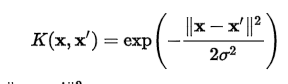 K(x, x′) = exp(−‖x − x′‖² / 2σ²)